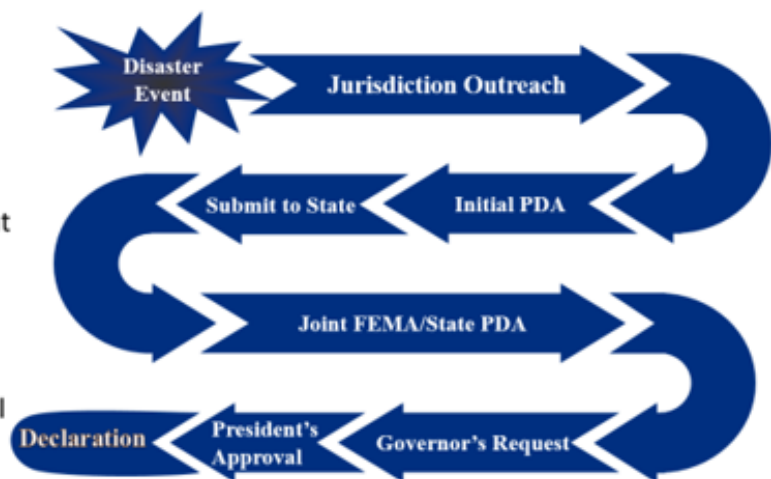 Disaster
Event
Jurisdiction Outreach
Submit to State
Initial PDA
Joint FEMA/State PDA
Declaration
President's
Approval
Governor's Request